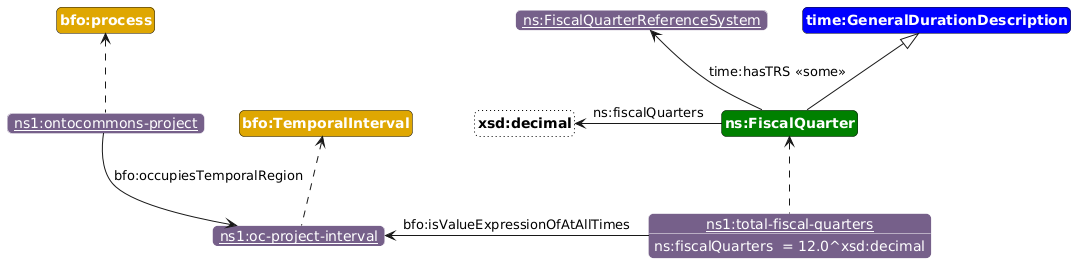 bfo:process
ns:FiscalQuarterReferenceSystem
time:GeneralDurationDescription
time:hasTRS «some»
ns1:ontocommons-project
bfo:TemporalInterval
xsd:decimal
ns:fiscalQuarters
ns:FiscalQuarter
bfo:occupiesTemporalRegion
ns1:oc-project-interval
bfo:isValueExpressionOfAtAllTimes
ns1:total-fiscal-quarters
ns:fiscalQuarters = 12.0^xsd:decimal